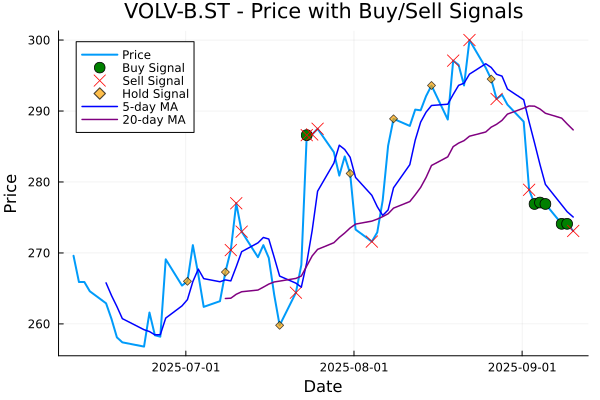 VOLV-B.ST - Price with Buy/Sell Signals
Price
Buy Signal
Sell Signal
Hold Signal
5-day MA
20-day MA
300
290
280
270
260
Price
2025-07-01
2025-08-01
2025-09-01
Date